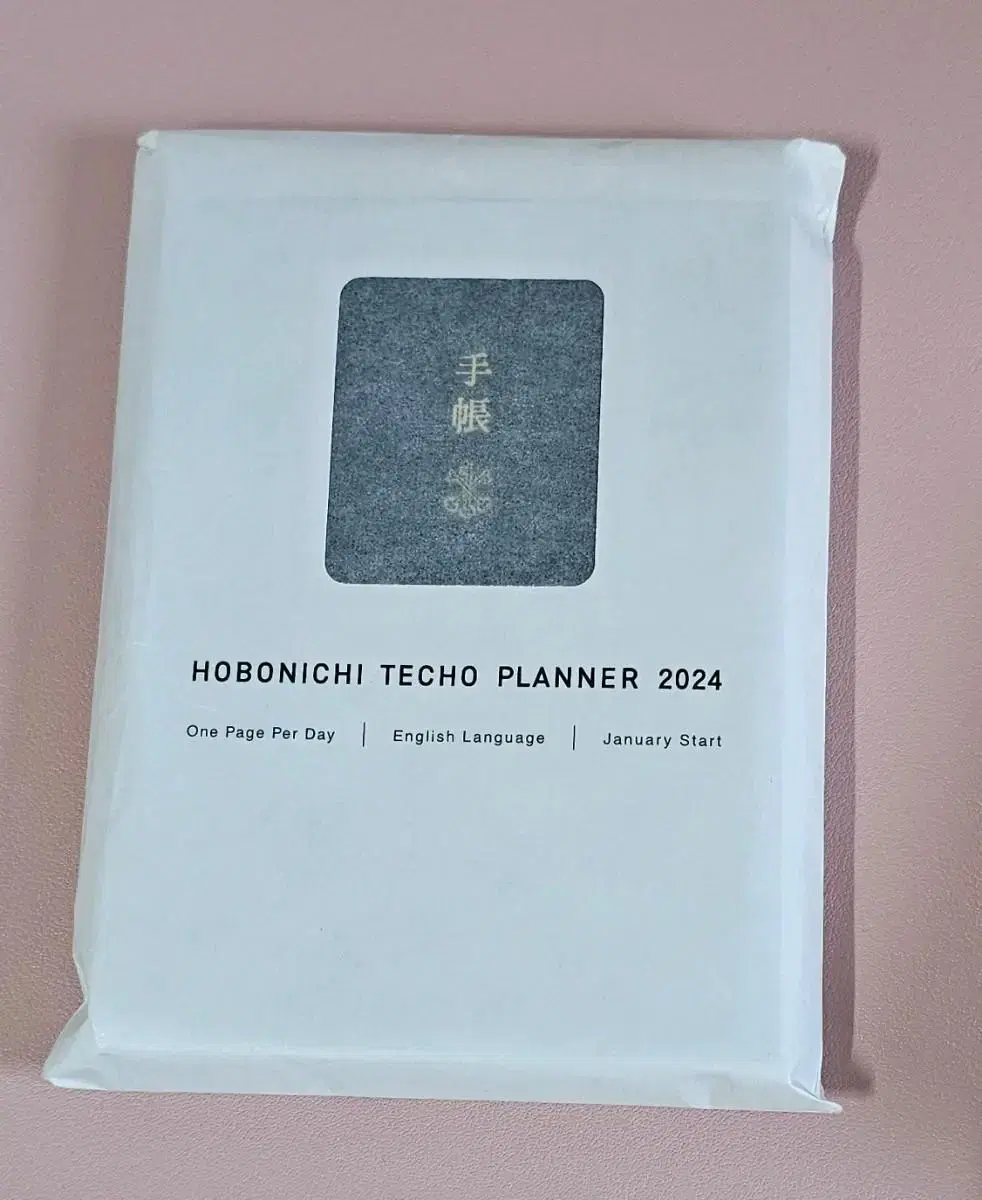 手
帳
HOBONICHI TECHO PLANNER 2024
One Page Per Day | English Language | January Start